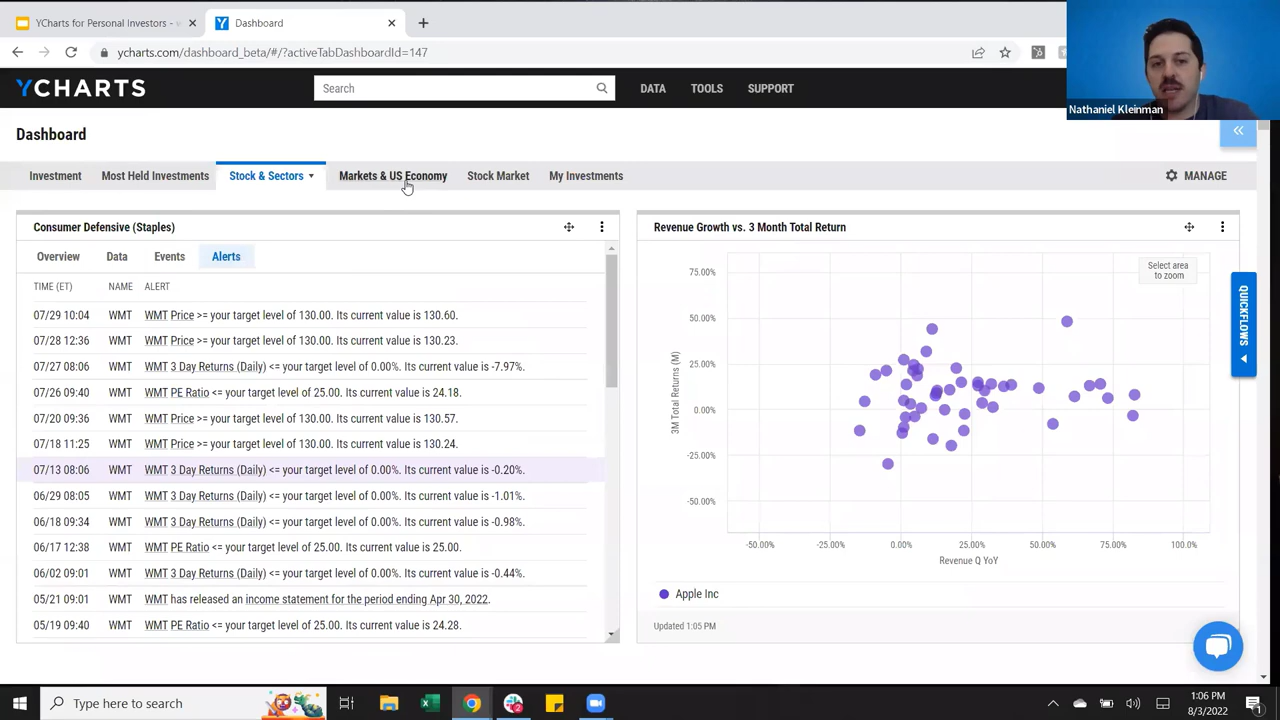 YCharts for Personal Investors -
Dashboard
ycharts.com/dashboard_beta/#/?activeTabDashboardId=147
YCHARTS
Search
DATA
TOOLS
SUPPORT
Nathaniel Kleinman
Dashboard
Investment
Most Held Investments
Stock & Sectors
Markets & US Economy
Stock Market
My Investments
MANAGE
Consumer Defensive (Staples)
Overview
Data
Events
Alerts
TIME (ET) NAME ALERT
07/29 10:04 WMT WMT Price >= your target level of 130.00. Its current value is 130.60.
07/28 12:36 WMT WMT Price >= your target level of 130.00. Its current value is 130.23.
07/27 08:06 WMT WMT 3 Day Returns (Daily) <= your target level of 0.00%. Its current value is -7.97%.
07/26 09:40 WMT WMT PE Ratio <= your target level of 25.00. Its current value is 24.18.
07/20 09:36 WMT WMT Price >= your target level of 130.00. Its current value is 130.57.
07/18 11:25 WMT WMT Price >= your target level of 130.00. Its current value is 130.24.
07/13 08:06 WMT WMT 3 Day Returns (Daily) <= your target level of 0.00%. Its current value is -0.20%.
06/29 08:05 WMT WMT 3 Day Returns (Daily) <= your target level of 0.00%. Its current value is -1.01%.
06/18 09:34 WMT WMT 3 Day Returns (Daily) <= your target level of 0.00%. Its current value is -0.98%.
06/17 12:38 WMT WMT PE Ratio <= your target level of 25.00. Its current value is 25.00.
06/02 09:01 WMT WMT 3 Day Returns (Daily) <= your target level of 0.00%. Its current value is -0.44%.
05/21 09:01 WMT WMT has released an income statement for the period ending Apr 30, 2022.
05/19 09:40 WMT WMT PE Ratio <= your target level of 25.00. Its current value is 24.28.
Revenue Growth vs. 3 Month Total Return
Select area
to zoom
75.00%
50.00%
25.00%
0.00%
-25.00%
-50.00%
3M Total Returns (M)
-50.00% -25.00% 0.00% 25.00% 50.00% 75.00% 100.0%
Revenue Q YoY
Apple Inc
Updated 1:05 PM
QUICKFLOWS
Type here to search
1:06 PM
8/3/2022
1